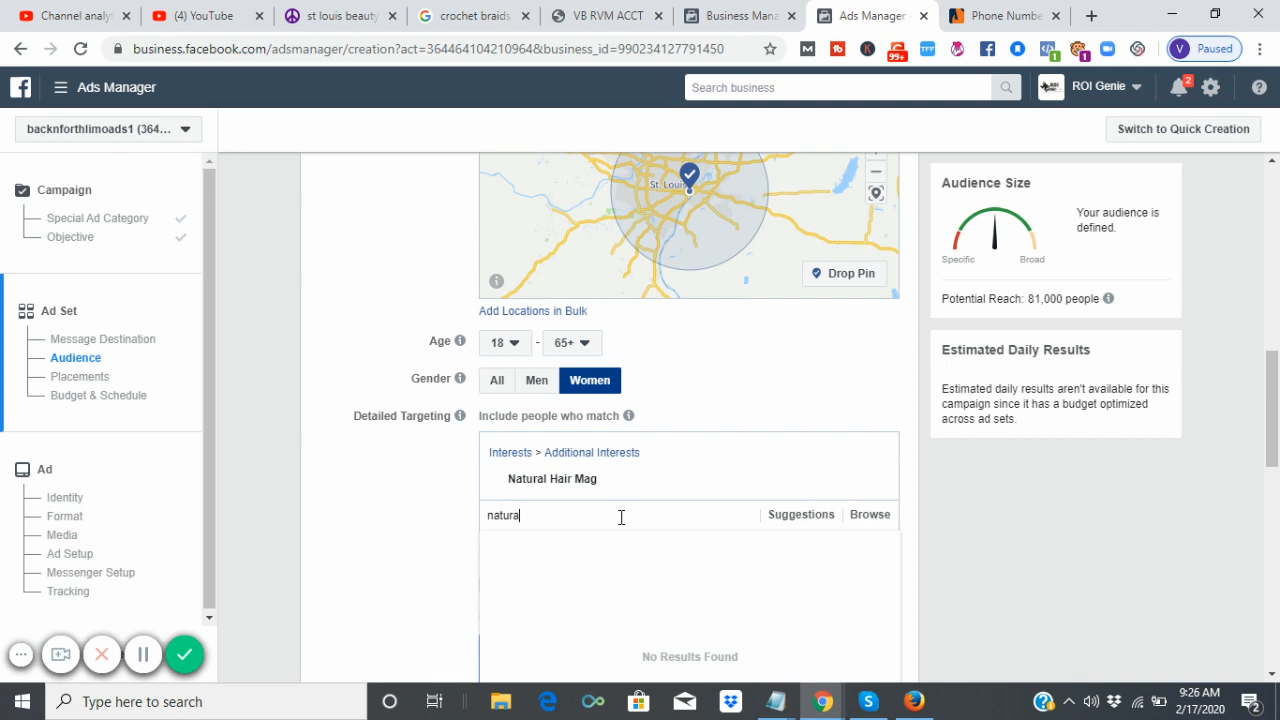 Channel analy
(4) YouTube
st louis beauty
crochet braids
VB RVM ACCT
Business Mana
Ads Manager
Phone Numbe
business.facebook.com/adsmanager/creation?act=364464104210964&business_id=990234127791450
99+
TFF
1
1
V
Paused
Ads Manager
Search business
ROI Genie
2
backnforthlimoads1 (364...
Switch to Quick Creation
Campaign
Special Ad Category
Objective
Ad Set
Message Destination
Audience
Placements
Budget & Schedule
Ad
Identity
Format
Media
Ad Setup
Messenger Setup
Tracking
St. Louis
Drop Pin
Add Locations in Bulk
Age
18 - 65+
Gender
All Men Women
Detailed Targeting
Include people who match
Interests > Additional Interests
Natural Hair Mag
natura
Suggestions
Browse
No Results Found
Audience Size
Your audience is
defined.
Specific
Broad
Potential Reach: 81,000 people
Estimated Daily Results
Estimated daily results aren't available for this
campaign since it has a budget optimized
across ad sets.
Type here to search
9:26 AM
2/17/2020
2